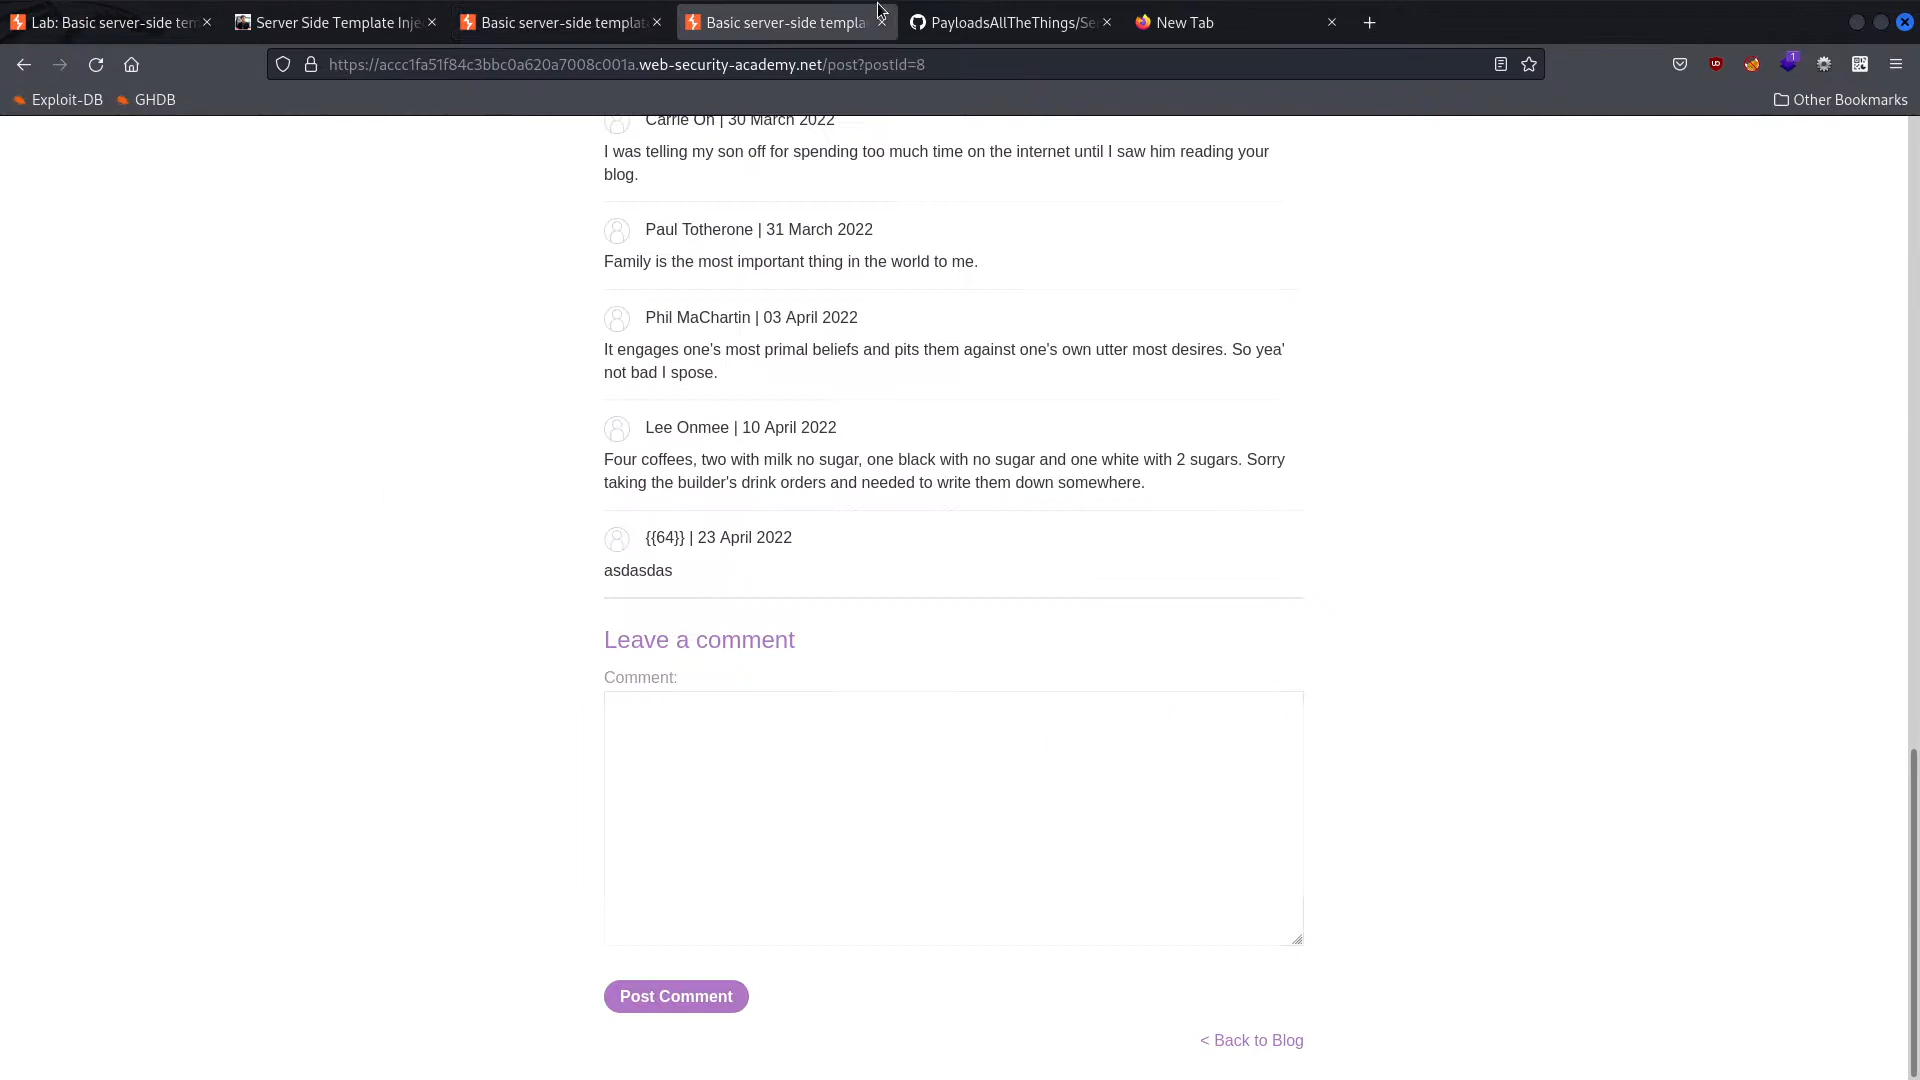 Lab: Basic server-side tem
Server Side Template Inje
Basic server-side templat
Basic server-side templa
PayloadsAllTheThings/Se
New Tab
https://accc1fa51f84c3bbc0a620a7008c001a.web-security-academy.net/post?postId=8
1
Exploit-DB
GHDB
Other Bookmarks
Carrie On | 30 March 2022
I was telling my son off for spending too much time on the internet until I saw him reading your
blog.
Paul Totherone | 31 March 2022
Family is the most important thing in the world to me.
Phil MaChartin | 03 April 2022
It engages one's most primal beliefs and pits them against one's own utter most desires. So yea'
not bad I spose.
Lee Onmee | 10 April 2022
Four coffees, two with milk no sugar, one black with no sugar and one white with 2 sugars. Sorry
taking the builder's drink orders and needed to write them down somewhere.
{{64}} | 23 April 2022
asdasdas
Leave a comment
Comment:
Post Comment
< Back to Blog